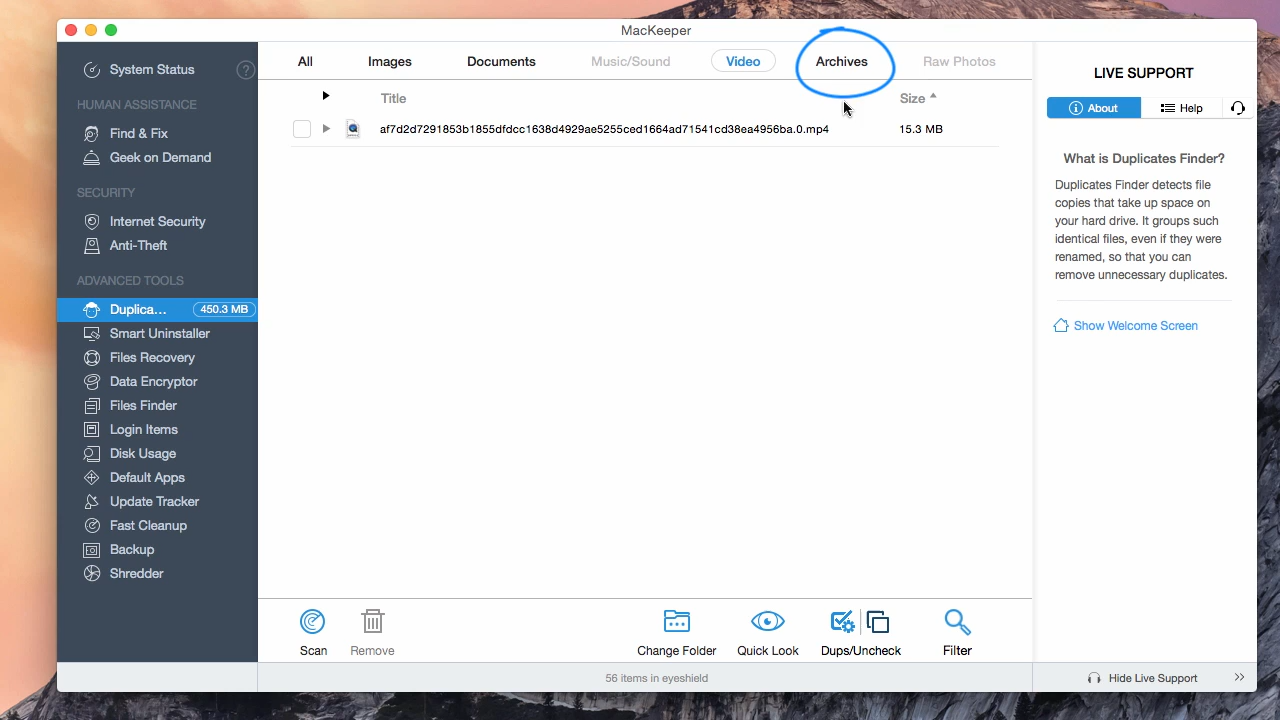 MacKeeper
System Status
?
HUMAN ASSISTANCE
Find & Fix
Geek on Demand
SECURITY
Internet Security
Anti-Theft
ADVANCED TOOLS
Duplica... 450.3 MB
Smart Uninstaller
Files Recovery
Data Encryptor
Files Finder
Login Items
Disk Usage
Default Apps
Update Tracker
Fast Cleanup
Backup
Shredder
All Images Documents Music/Sound Video Archives Raw Photos
Title Size
af7d2d7291853b1855dfdcc1638d4929ae5255ced1664ad71541cd38ea4956ba.0.mp4 15.3 MB
Scan Remove Change Folder Quick Look Dups/Uncheck Filter
56 items in eyeshield
LIVE SUPPORT
About Help
What is Duplicates Finder?
Duplicates Finder detects file
copies that take up space on
your hard drive. It groups such
identical files, even if they were
renamed, so that you can
remove unnecessary duplicates.
Show Welcome Screen
Hide Live Support